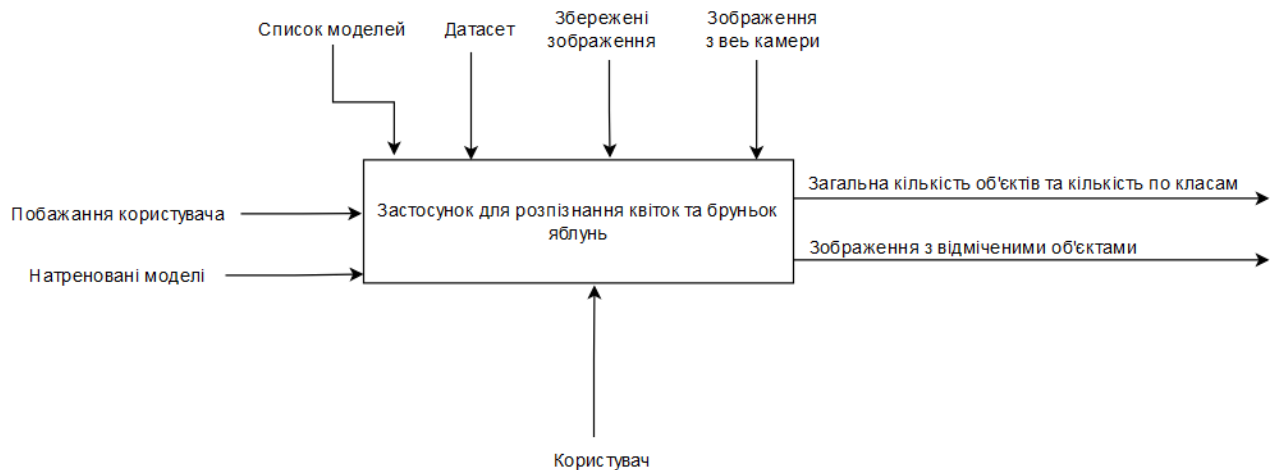 Список моделей
Датасет
Збережені
зображення
Зображення
з веь камери
Загальна кількість об'єктів та кількість по класам
Побажання користувача
Застосунок для розпізнання квіток та бруньок
яблунь
Зображення з відміченими об'єктами
Натреновані моделі
Користувач